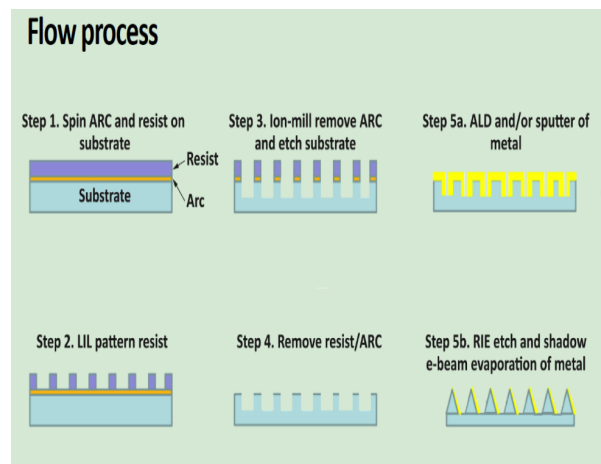 Flow process
Step 1. Spin ARC and resist on
substrate
Resist
Substrate
Arc
Step 2. LIL pattern resist
Step 3. Ion-mill remove ARC
and etch substrate
Step 4. Remove resist/ARC
Step 5a. ALD and/or sputter of
metal
Step 5b. RIE etch and shadow
e-beam evaporation of metal